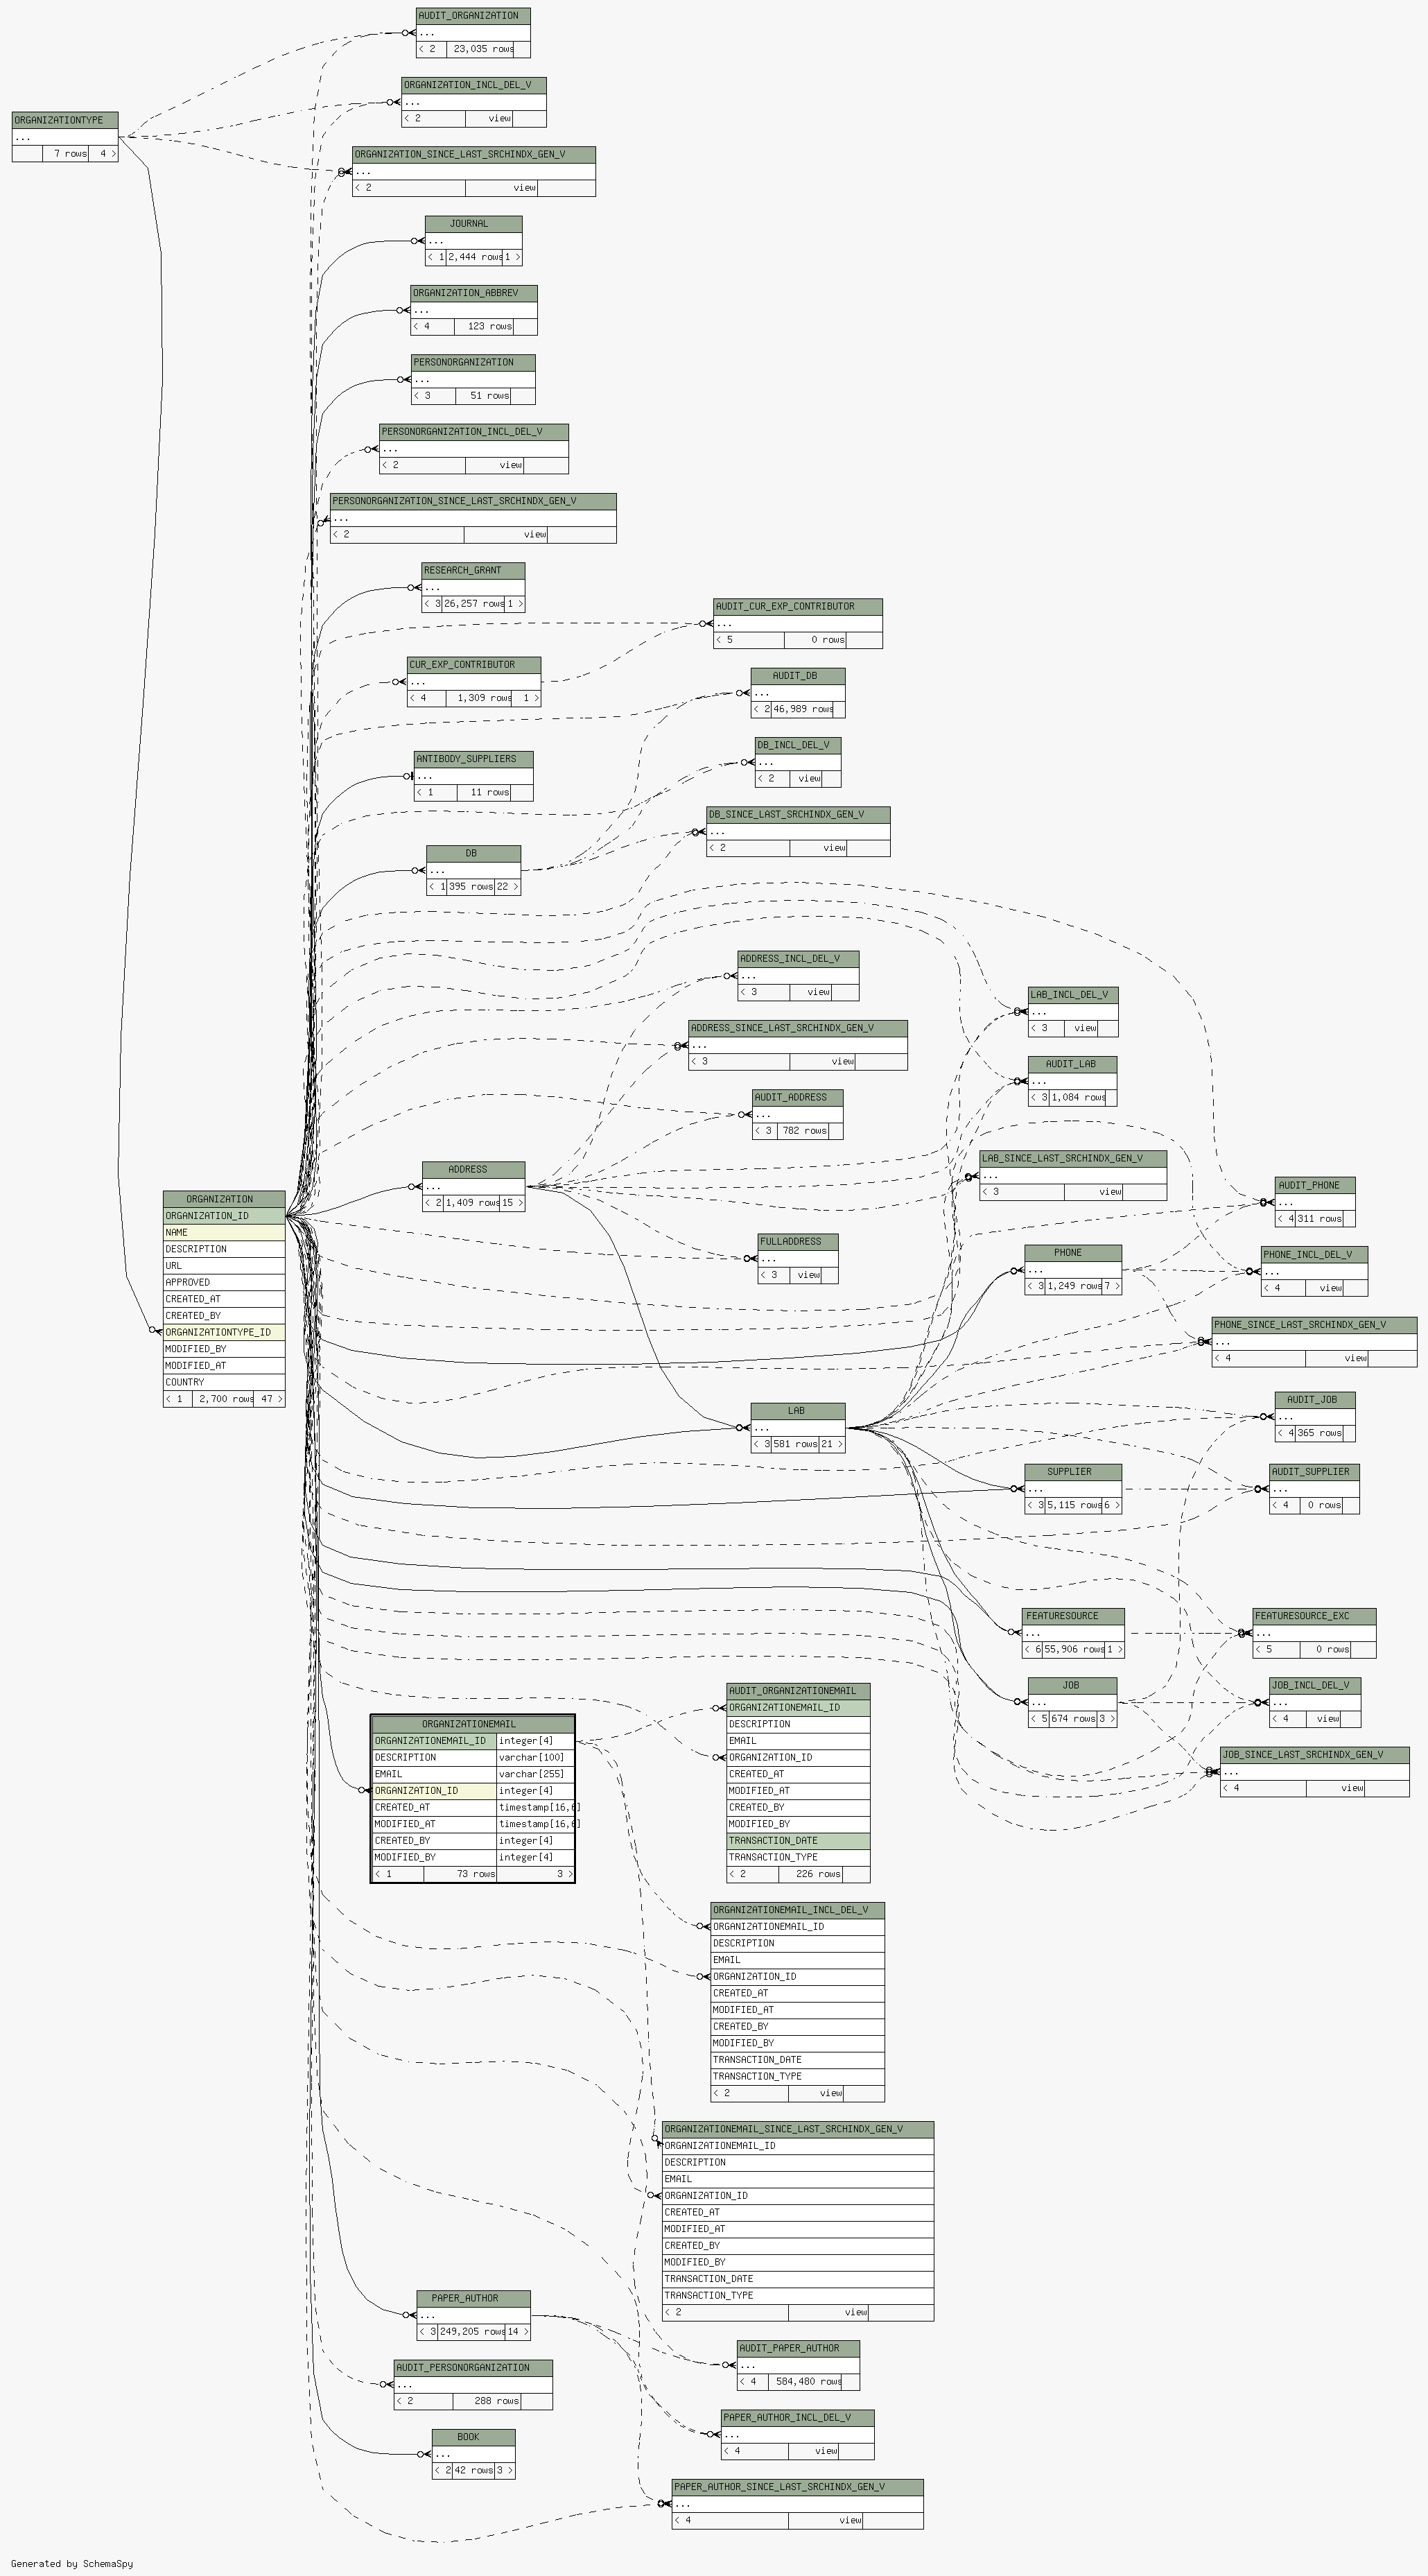 AUDIT_ORGANIZATION
...
< 2 23,035 rows
ORGANIZATION_INCL_DEL_V
...
< 2 view
ORGANIZATIONTYPE
...
7 rows 4 >
ORGANIZATION_SINCE_LAST_SRCHINDX_GEN_V
...
< 2 view
JOURNAL
...
< 1 2,444 rows 1 >
ORGANIZATION_ABBREV
...
< 4 123 rows
PERSONORGANIZATION
...
< 3 51 rows
PERSONORGANIZATION_INCL_DEL_V
...
< 2 view
PERSONORGANIZATION_SINCE_LAST_SRCHINDX_GEN_V
...
< 2 view
RESEARCH_GRANT
...
< 3 26,257 rows 1 >
AUDIT_CUR_EXP_CONTRIBUTOR
...
< 5 0 rows
CUR_EXP_CONTRIBUTOR
...
< 4 1,309 rows 1 >
AUDIT_DB
...
< 2 46,989 rows
DB_INCL_DEL_V
...
< 2 view
ANTIBODY_SUPPLIERS
...
< 1 11 rows
DB_SINCE_LAST_SRCHINDX_GEN_V
...
< 2 view
DB
...
< 1 395 rows 22 >
ADDRESS_INCL_DEL_V
...
< 3 view
LAB_INCL_DEL_V
...
< 3 view
ADDRESS_SINCE_LAST_SRCHINDX_GEN_V
...
< 3 view
AUDIT_LAB
...
< 3 1,084 rows
AUDIT_ADDRESS
...
< 3 782 rows
LAB_SINCE_LAST_SRCHINDX_GEN_V
...
< 3 view
ADDRESS
...
< 2 1,409 rows 15 >
AUDIT_PHONE
...
< 4 311 rows
ORGANIZATION
ORGANIZATION_ID
NAME
DESCRIPTION
URL
APPROVED
CREATED_AT
CREATED_BY
ORGANIZATIONTYPE_ID
MODIFIED_BY
MODIFIED_AT
COUNTRY
< 1 2,700 rows 47 >
FULLADDRESS
...
< 3 view
PHONE
...
< 3 1,249 rows 7 >
PHONE_INCL_DEL_V
...
< 4 view
PHONE_SINCE_LAST_SRCHINDX_GEN_V
...
< 4 view
LAB
...
< 3 581 rows 21 >
AUDIT_JOB
...
< 4 365 rows
SUPPLIER
...
< 3 5,115 rows 6 >
AUDIT_SUPPLIER
...
< 4 0 rows
FEATURESOURCE
...
< 6 55,906 rows 1 >
FEATURESOURCE_EXC
...
< 5 0 rows
JOB
...
< 5 674 rows 3 >
JOB_INCL_DEL_V
...
< 4 view
JOB_SINCE_LAST_SRCHINDX_GEN_V
...
< 4 view
ORGANIZATIONEMAIL
ORGANIZATIONEMAIL_ID integer[4]
DESCRIPTION varchar[100]
EMAIL varchar[255]
ORGANIZATION_ID integer[4]
CREATED_AT timestamp[16,6]
MODIFIED_AT timestamp[16,6]
CREATED_BY integer[4]
MODIFIED_BY integer[4]
< 1 73 rows 3 >
AUDIT_ORGANIZATIONEMAIL
ORGANIZATIONEMAIL_ID
DESCRIPTION
EMAIL
ORGANIZATION_ID
CREATED_AT
MODIFIED_AT
CREATED_BY
MODIFIED_BY
TRANSACTION_DATE
TRANSACTION_TYPE
< 2 226 rows
ORGANIZATIONEMAIL_INCL_DEL_V
ORGANIZATIONEMAIL_ID
DESCRIPTION
EMAIL
ORGANIZATION_ID
CREATED_AT
MODIFIED_AT
CREATED_BY
MODIFIED_BY
TRANSACTION_DATE
TRANSACTION_TYPE
< 2 view
ORGANIZATIONEMAIL_SINCE_LAST_SRCHINDX_GEN_V
ORGANIZATIONEMAIL_ID
DESCRIPTION
EMAIL
ORGANIZATION_ID
CREATED_AT
MODIFIED_AT
CREATED_BY
MODIFIED_BY
TRANSACTION_DATE
TRANSACTION_TYPE
< 2 view
PAPER_AUTHOR
...
< 3 249,205 rows 14 >
AUDIT_PAPER_AUTHOR
...
< 4 584,480 rows
AUDIT_PERSONORGANIZATION
...
< 2 288 rows
PAPER_AUTHOR_INCL_DEL_V
...
< 4 view
BOOK
...
< 2 42 rows 3 >
PAPER_AUTHOR_SINCE_LAST_SRCHINDX_GEN_V
...
< 4 view
Generated by SchemaSpy